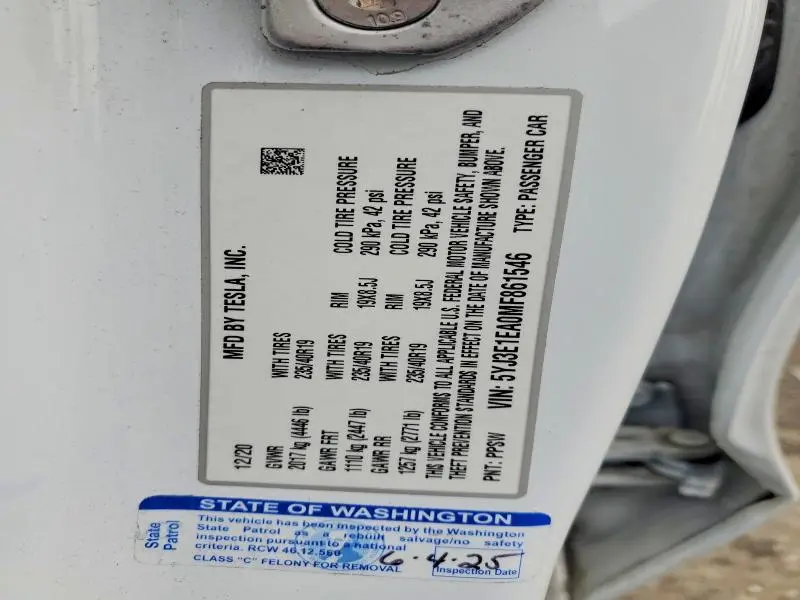 109
MFD BY TESLA, INC.
12/20
GVWR WITH TIRES
2017 kg (4446 lb) 235/40R19
GAWR FRT WITH TIRES RIM COLD TIRE PRESSURE
1110 kg (2447 lb) 235/40R19 19X8.5J 290 kPa, 42 psi
GAWR RR WITH TIRES RIM COLD TIRE PRESSURE
1257 kg (2771 lb) 235/40R19 19X8.5J 290 kPa, 42 psi
THIS VEHICLE CONFORMS TO ALL APPLICABLE U.S. FEDERAL MOTOR VEHICLE SAFETY, BUMPER, AND
THEFT PREVENTION STANDARDS IN EFFECT ON THE DATE OF MANUFACTURE SHOWN ABOVE.
PNT: PPSW VIN: 5YJ3E1EA0MF861546 TYPE: PASSENGER CAR
STATE OF WASHINGTON
State Patrol
This vehicle has been inspected by the Washington
State Patrol as a rebuilt salvage/no safety
inspection pursuant to a national
criteria. RCW 46.12.560
CLASS "C" FELONY FOR REMOVAL
6-4-25
Inspection Date